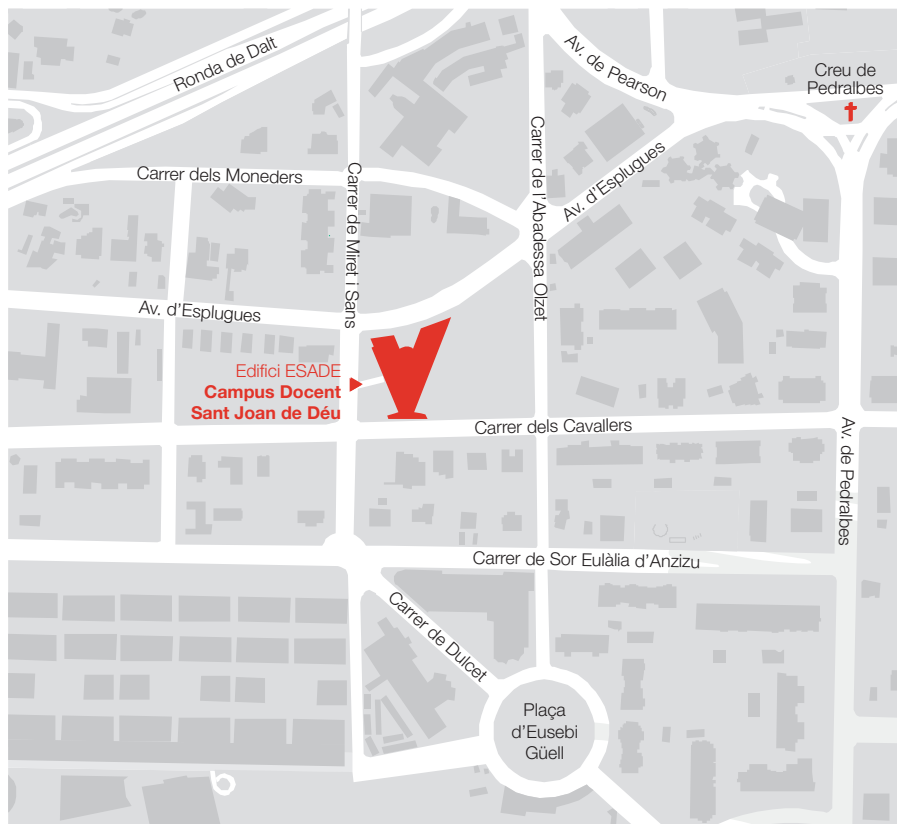 Ronda de Dalt
Av. de Pearson
Creu de
Pedralbes
Carrer dels Moneders
Carrer de Miret i Sans
Carrer de l'Abadessa Olzet
Av. d'Esplugues
Av. d'Esplugues
Edifici ESADE
Campus Docent
Sant Joan de Déu
Carrer dels Cavallers
Av. de Pedralbes
Carrer de Sor Eulàlia d'Anzizu
Carrer de Dulcet
Plaça
d'Eusebi
Güell